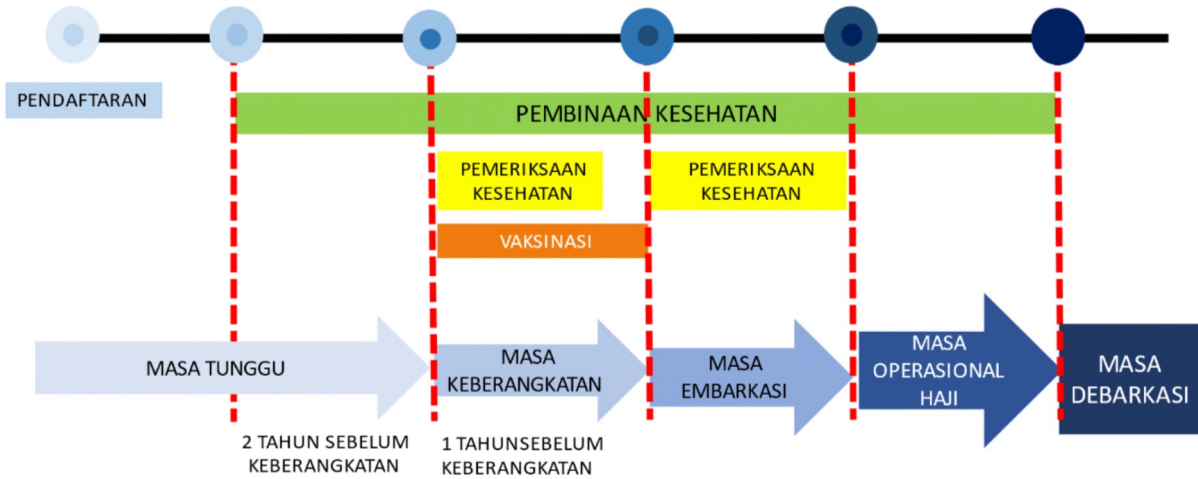 PENDAFTARAN
PEMBINAAN KESEHATAN
PEMERIKSAAN
KESEHATAN
PEMERIKSAAN
KESEHATAN
VAKSINASI
MASA TUNGGU
MASA
KEBERANGKATAN
MASA
EMBARKASI
MASA
OPERASIONAL
HAJI
MASA
DEBARKASI
2 TAHUN SEBELUM
KEBERANGKATAN
1 TAHUNSEBELUM
KEBERANGKATAN